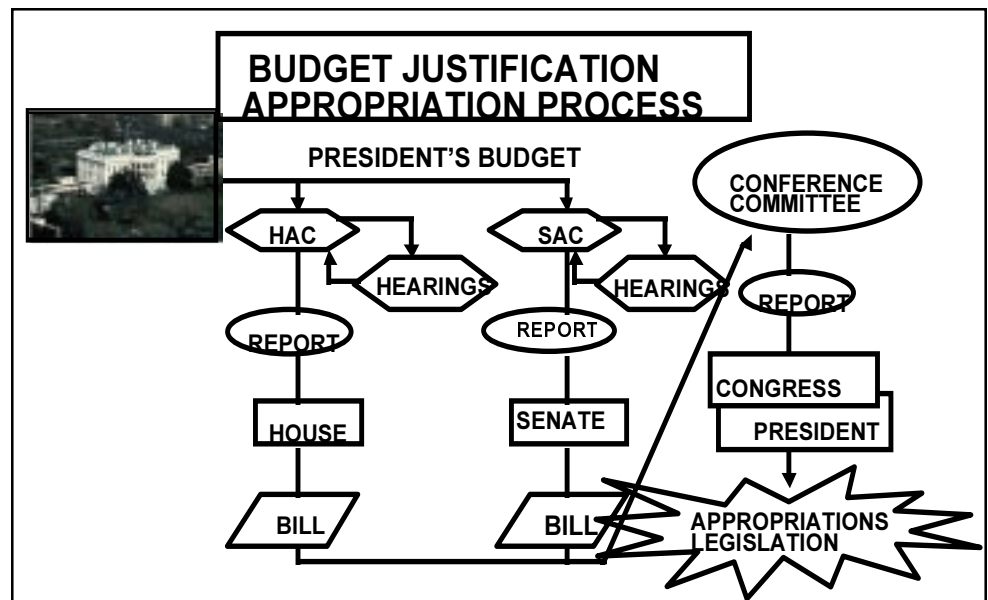 BUDGET JUSTIFICATION
APPROPRIATION PROCESS
PRESIDENT'S BUDGET
HAC
HEARINGS
REPORT
HOUSE
BILL
SAC
HEARINGS
REPORT
SENATE
BILL
CONFERENCE
COMMITTEE
REPORT
CONGRESS
PRESIDENT
APPROPRIATIONS
LEGISLATION